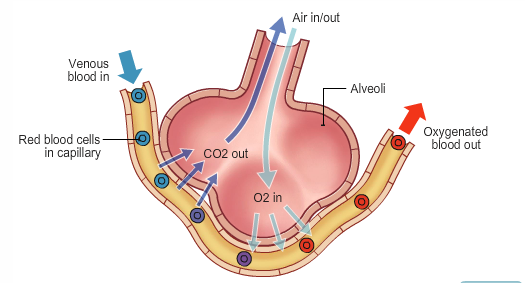 Air in/out
Venous
blood in
Alveoli
Red blood cells
in capillary
CO2 out
Oxygenated
blood out
O2 in